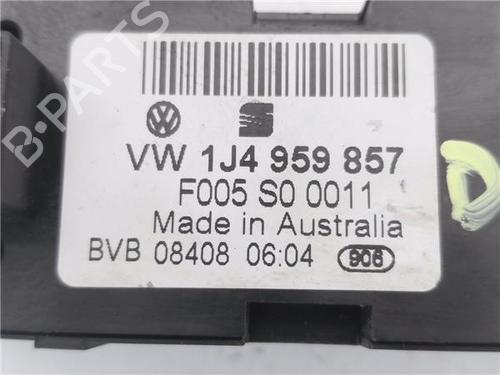 B-PARTS
VW 1J4 959 857
F005 S0 0011
Made in Australia
BVB 08408 06:04 906